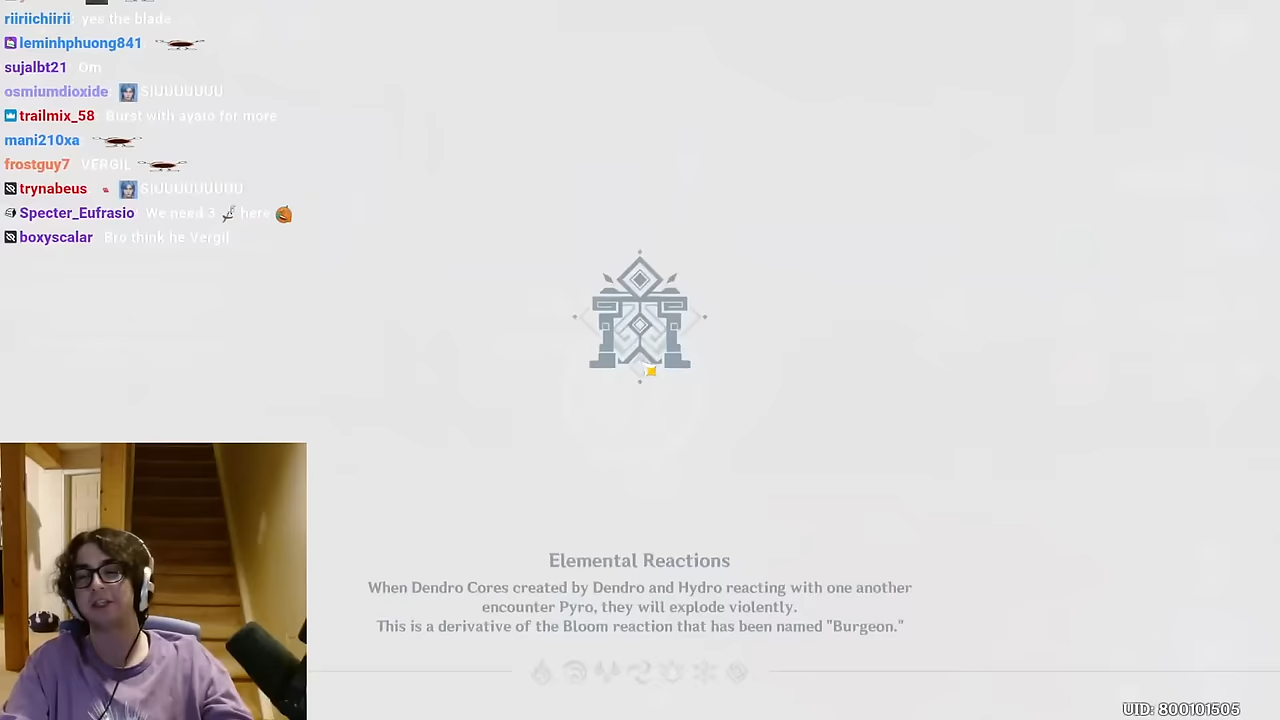 riiriichiirii: yes the blade
leminhphuong841
sujalbt21 Om
osmiumdioxide SIUUUUUUU
trailmix_58 Burst with ayato for more
mani210xa
frostguy7 VERGIL
trynabeus SIUUUUUUUUU
Specter_Eufrasio We need 3 here
boxyscalar Bro think he Vergil
Elemental Reactions
When Dendro Cores created by Dendro and Hydro reacting with one another
encounter Pyro, they will explode violently.
This is a derivative of the Bloom reaction that has been named "Burgeon."
UID: 800101505